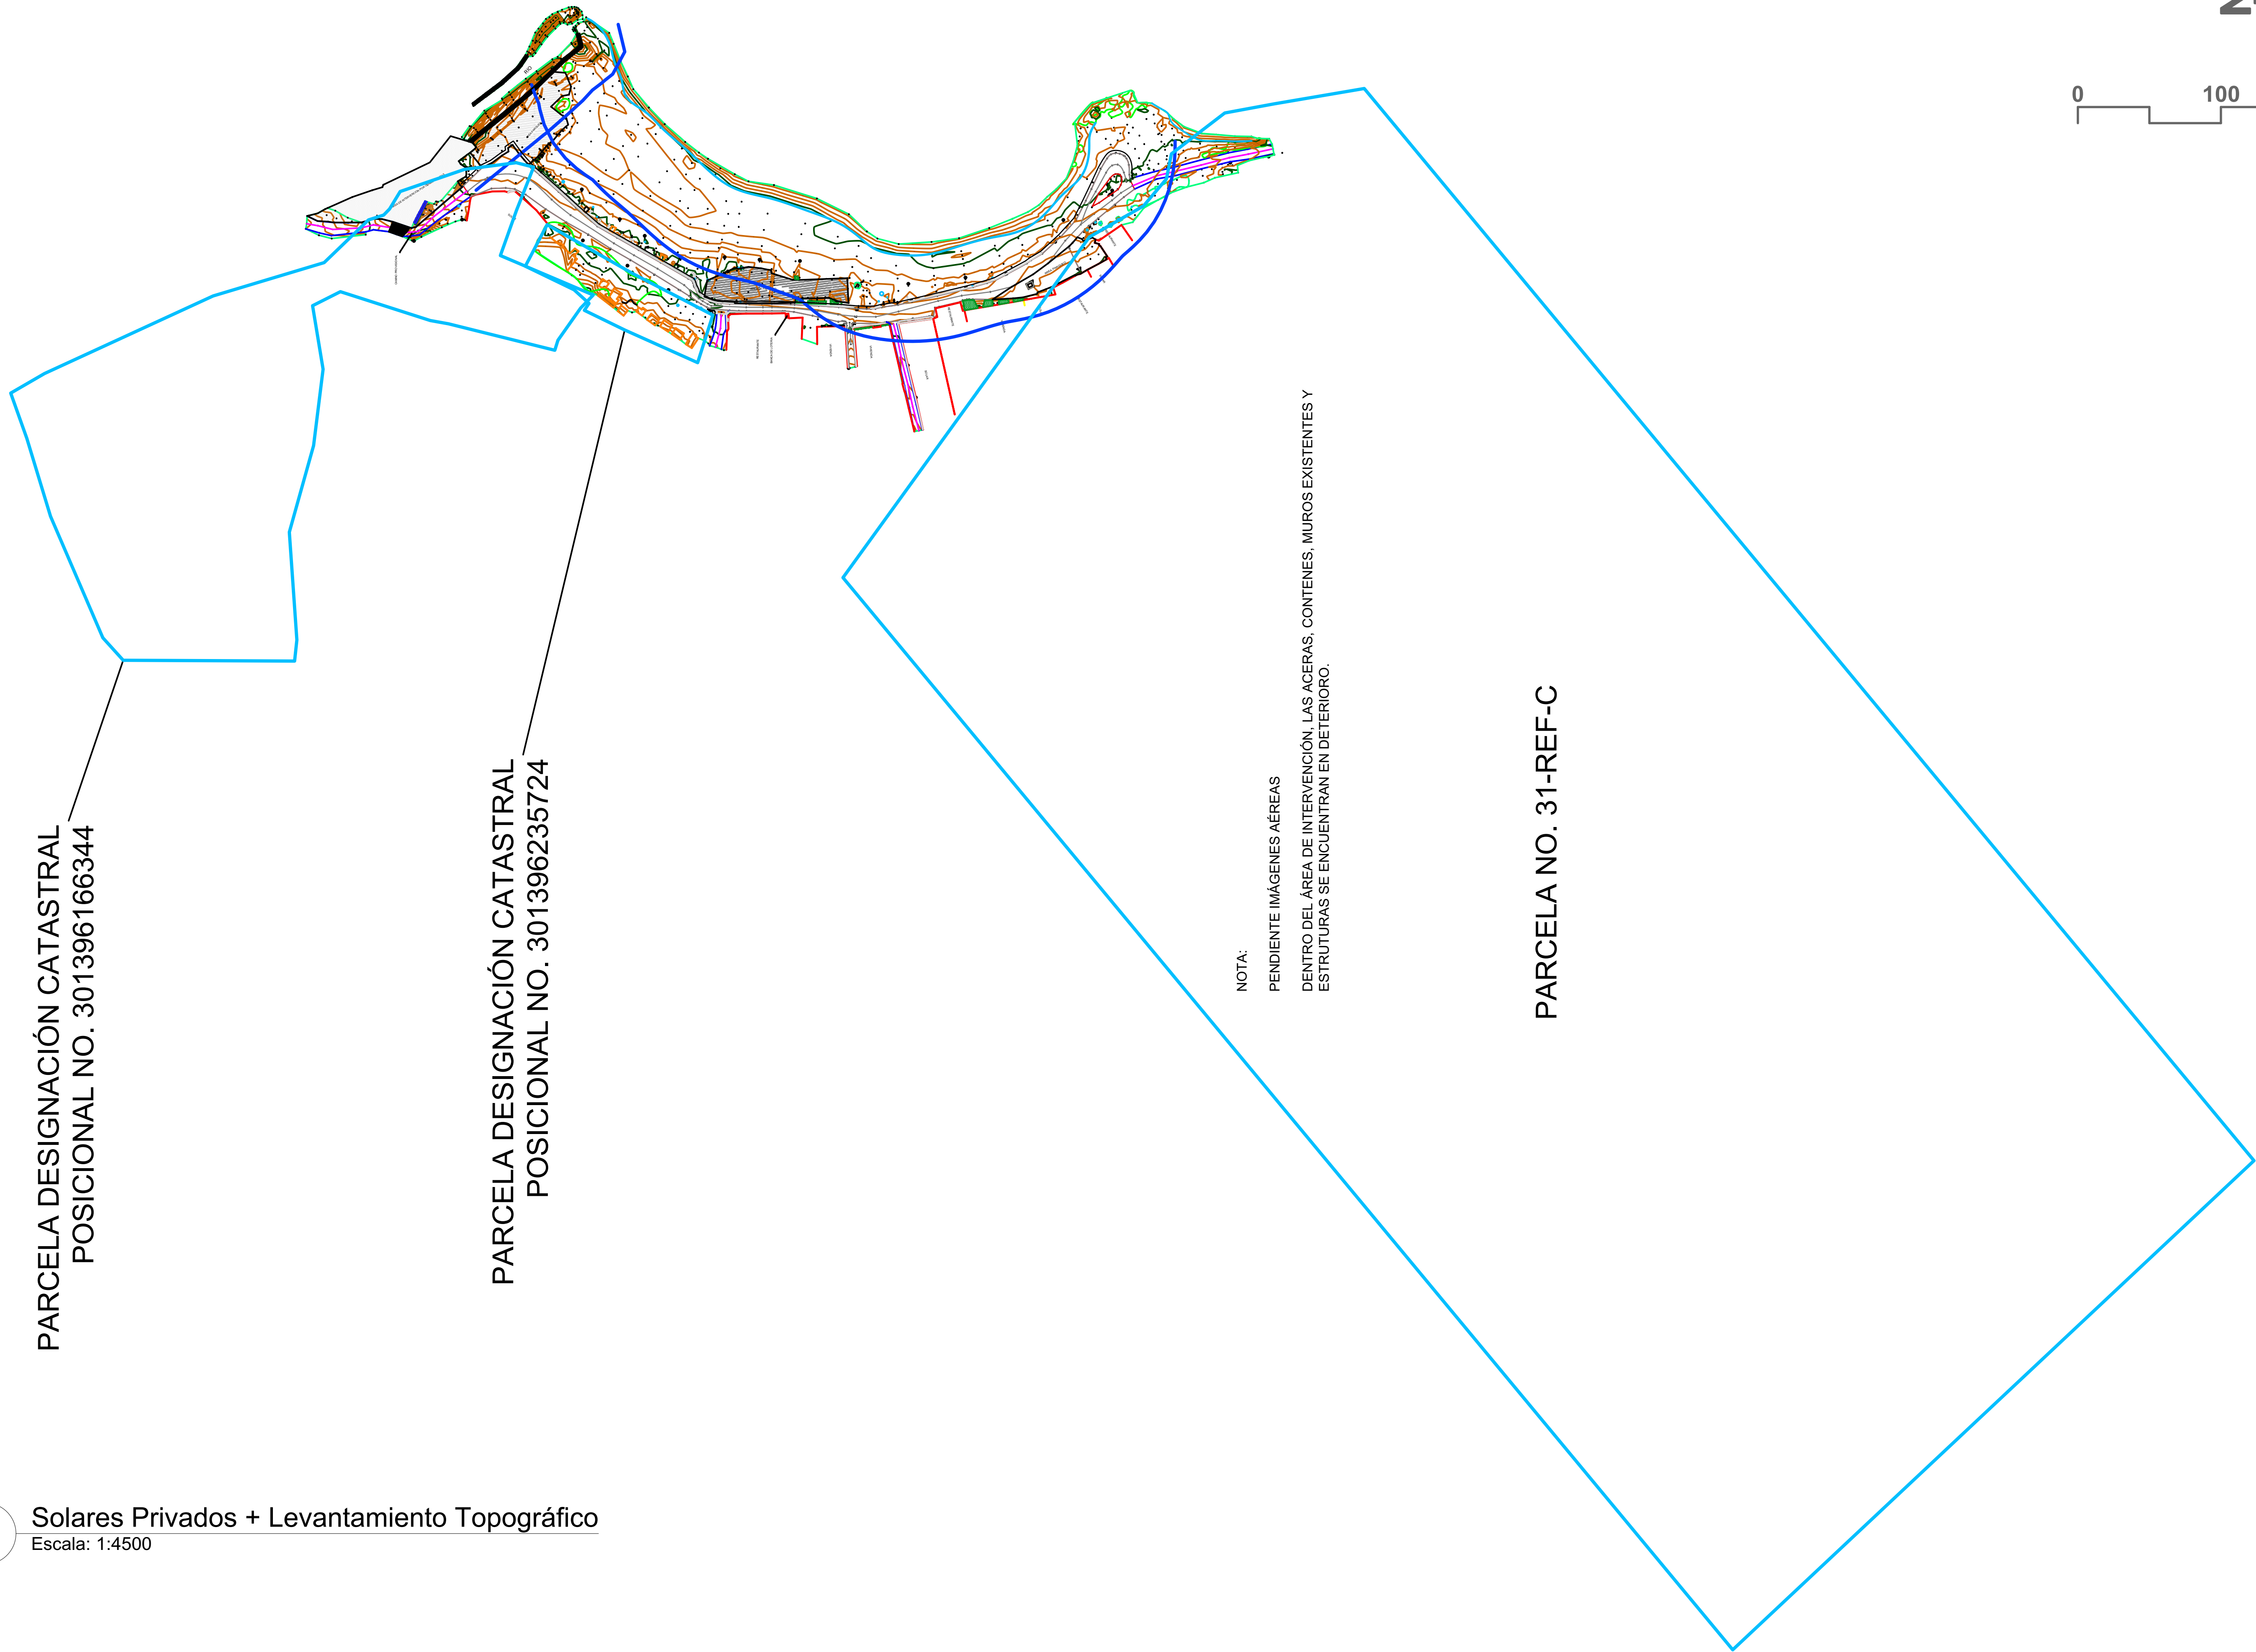 RIO
0
100
PARCELA DESIGNACIÓN CATASTRAL
POSICIONAL NO. 301396166344
PARCELA DESIGNACIÓN CATASTRAL
POSICIONAL NO. 301396235724
NOTA:
PENDIENTE IMÁGENES AÉREAS
DENTRO DEL ÁREA DE INTERVENCIÓN, LAS ACERAS, CONTENES, MUROS EXISTENTES Y
ESTRUTURAS SE ENCUENTRAN EN DETERIORO.
PARCELA NO. 31-REF-C
Solares Privados + Levantamiento Topográfico
Escala: 1:4500